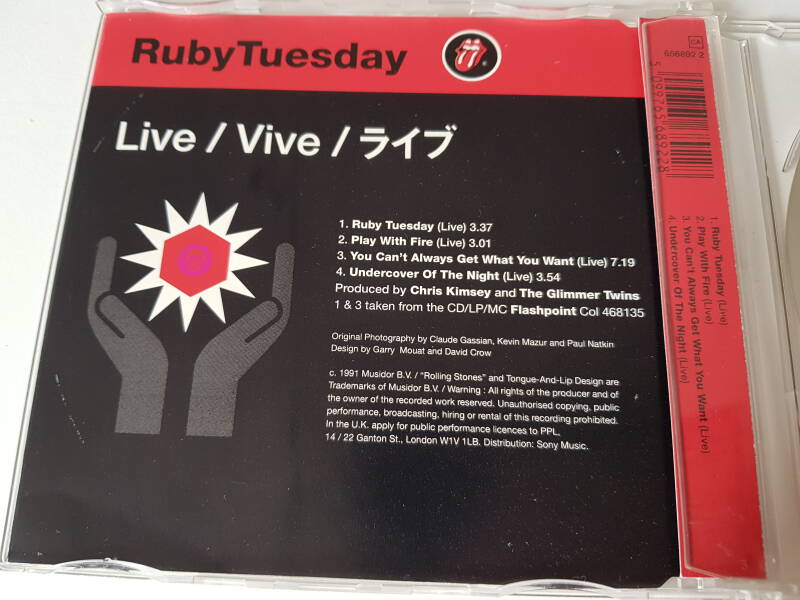 RubyTuesday
Live / Vive / ライブ
1. Ruby Tuesday (Live) 3.37
2. Play With Fire (Live) 3.01
3. You Can't Always Get What You Want (Live) 7.19
4. Undercover Of The Night (Live) 3.54
Produced by Chris Kimsey and The Glimmer Twins
1 & 3 taken from the CD/LP/MC Flashpoint Col 468135
Original Photography by Claude Gassian, Kevin Mazur and Paul Natkin
Design by Garry Mouat and David Crow
c. 1991 Musidor B.V. / "Rolling Stones" and Tongue-And-Lip Design are
Trademarks of Musidor B.V. / Warning : All rights of the producer and of
the owner of the recorded work reserved. Unauthorised copying, public
performance, broadcasting, hiring or rental of this recording prohibited.
In the U.K. apply for public performance licences to PPL,
14 / 22 Ganton St., London W1V 1LB. Distribution: Sony Music.
656892 2
5 099765 689228
1. Ruby Tuesday (Live)
2. Play With Fire (Live)
3. You Can't Always Get What You Want (Live)
4. Undercover Of The Night (Live)